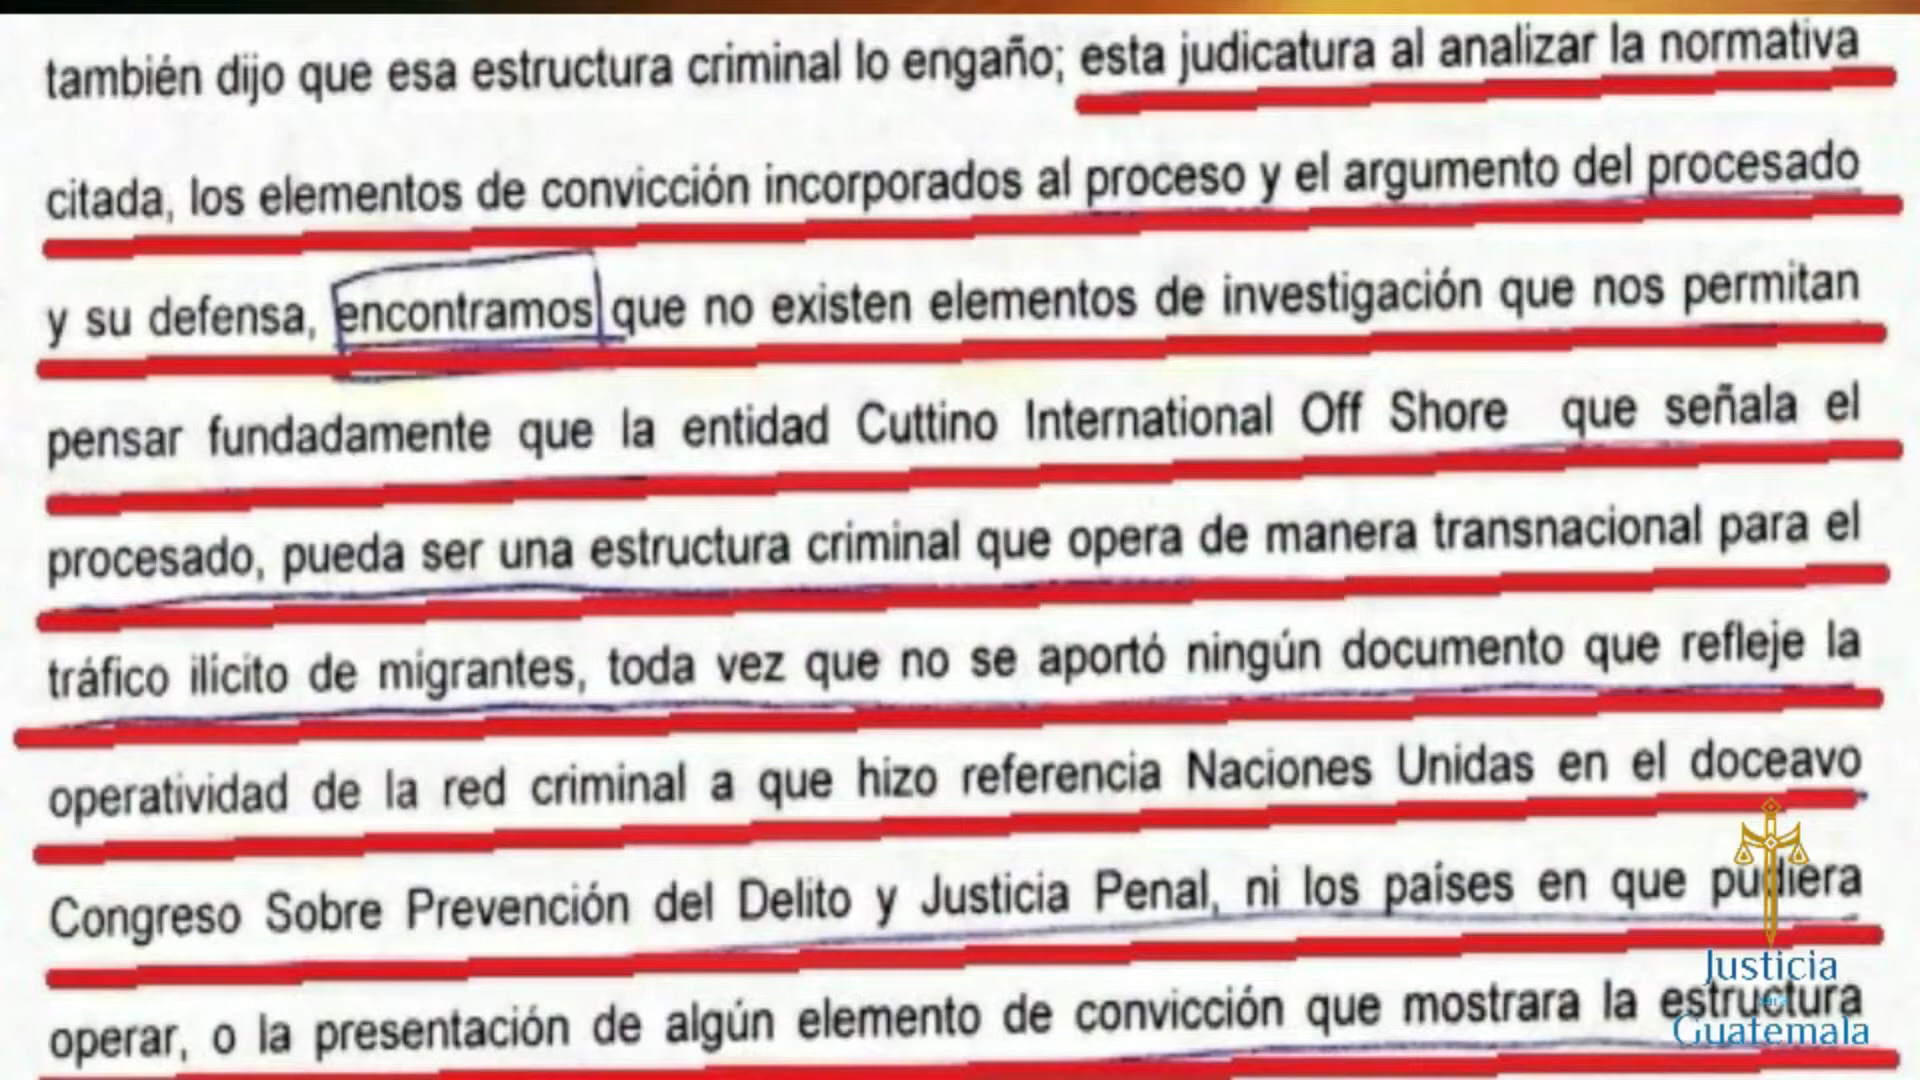 también dijo que esa estructura criminal lo engaño; esta judicatura al analizar la normativa
citada, los elementos de convicción incorporados al proceso y el argumento del procesado
y su defensa, encontramos que no existen elementos de investigación que nos permitan
pensar fundadamente que la entidad Cuttino International Off Shore que señala el
procesado, pueda ser una estructura criminal que opera de manera transnacional para el
tráfico ilícito de migrantes, toda vez que no se aportó ningún documento que refleje la
operatividad de la red criminal a que hizo referencia Naciones Unidas en el doceavo
Congreso Sobre Prevención del Delito y Justicia Penal, ni los países en que pudiera
operar, o la presentación de algún elemento de convicción que mostrara la estructura
Justicia
Guatemala